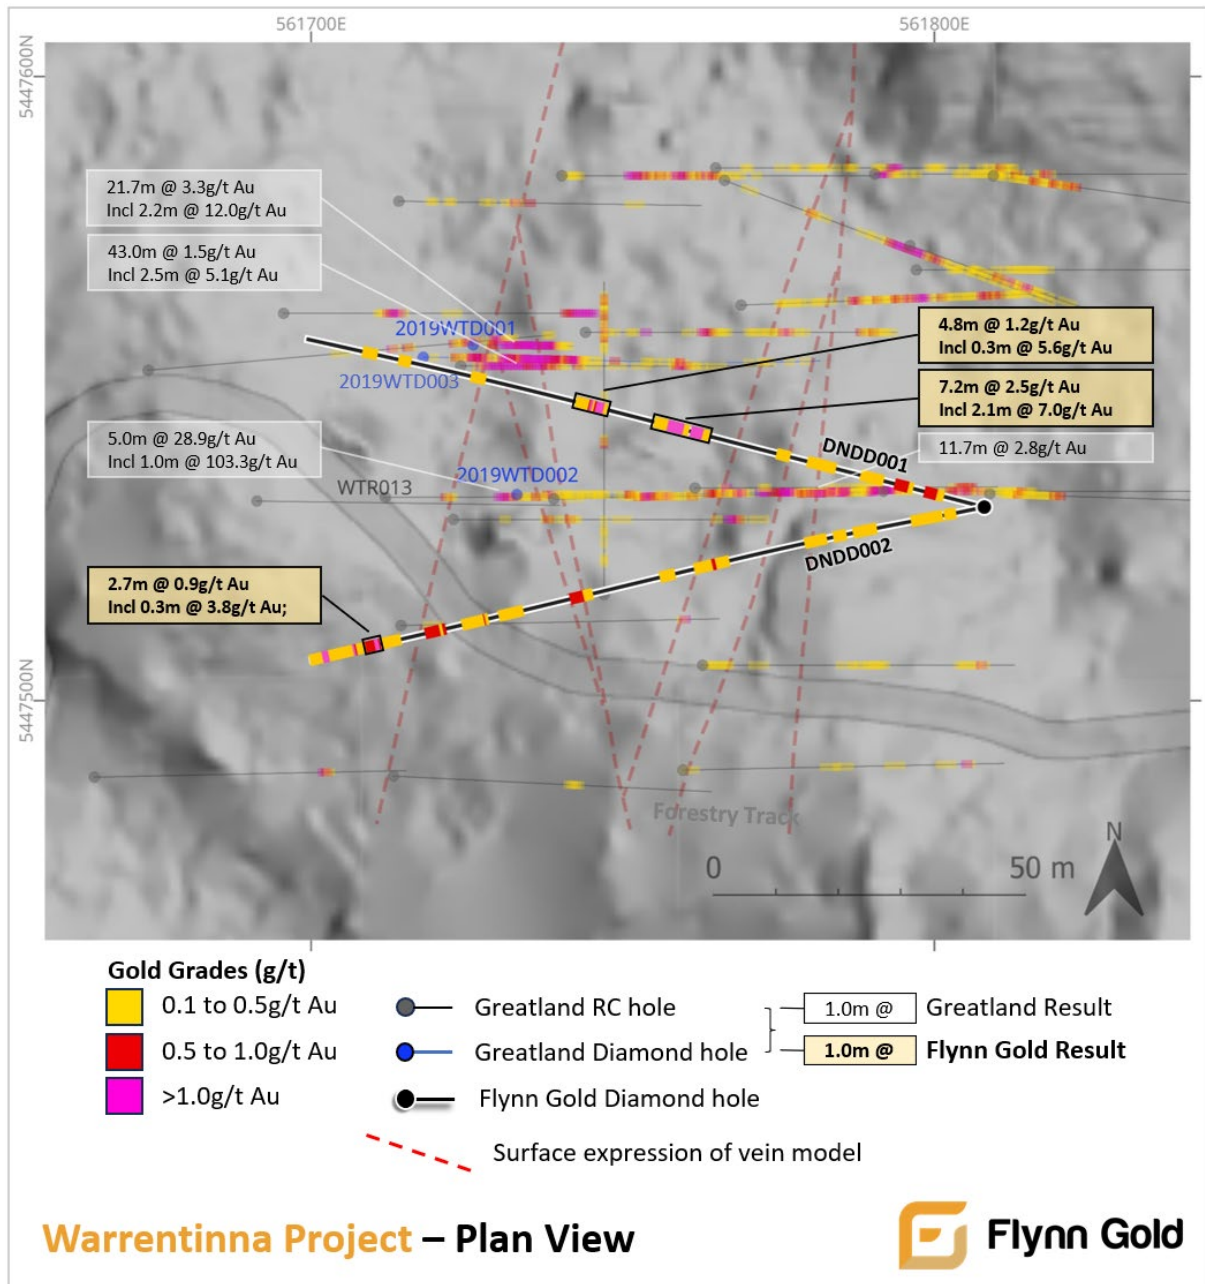 561700E
561800E
5447600N
21.7m @ 3.3g/t Au
Incl 2.2m @ 12.0g/t Au
43.0m @ 1.5g/t Au
Incl 2.5m @ 5.1g/t Au
2019WTD001
4.8m @ 1.2g/t Au
Incl 0.3m @ 5.6g/t Au
2019WTD003
7.2m @ 2.5g/t Au
Incl 2.1m @ 7.0g/t Au
5.0m @ 28.9g/t Au
Incl 1.0m @ 103.3g/t Au
DNDD001
11.7m @ 2.8g/t Au
2019WTD002
WTR013
DNDD002
2.7m @ 0.9g/t Au
Incl 0.3m @ 3.8g/t Au;
5447500N
Forestry Track
N
0
50 m
Gold Grades (g/t)
0.1 to 0.5g/t Au
0.5 to 1.0g/t Au
>1.0g/t Au
Greatland RC hole
Greatland Diamond hole
Flynn Gold Diamond hole
1.0m @
Greatland Result
1.0m @
Flynn Gold Result
Surface expression of vein model
Warrentinna Project – Plan View
Flynn Gold